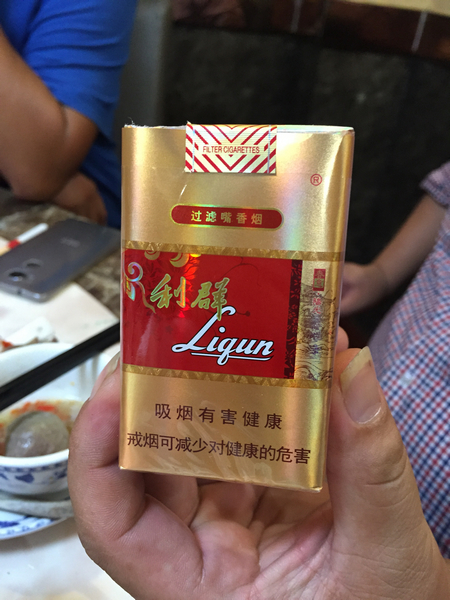 FILTER CIGARETTES
®
过滤嘴香烟
利群
Liqun
吸烟有害健康
戒烟可减少对健康的危害